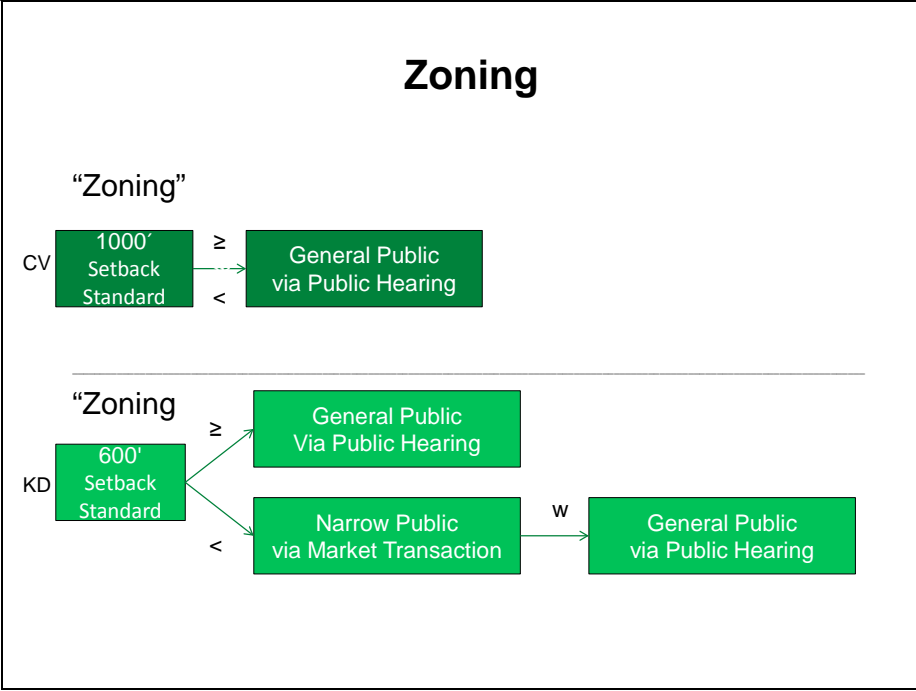 Zoning
“Zoning”
CV
1000′
Setback
Standard
≥
<
General Public
via Public Hearing
“Zoning
KD
600'
Setback
Standard
≥
<
General Public
Via Public Hearing
Narrow Public
via Market Transaction
w
General Public
via Public Hearing